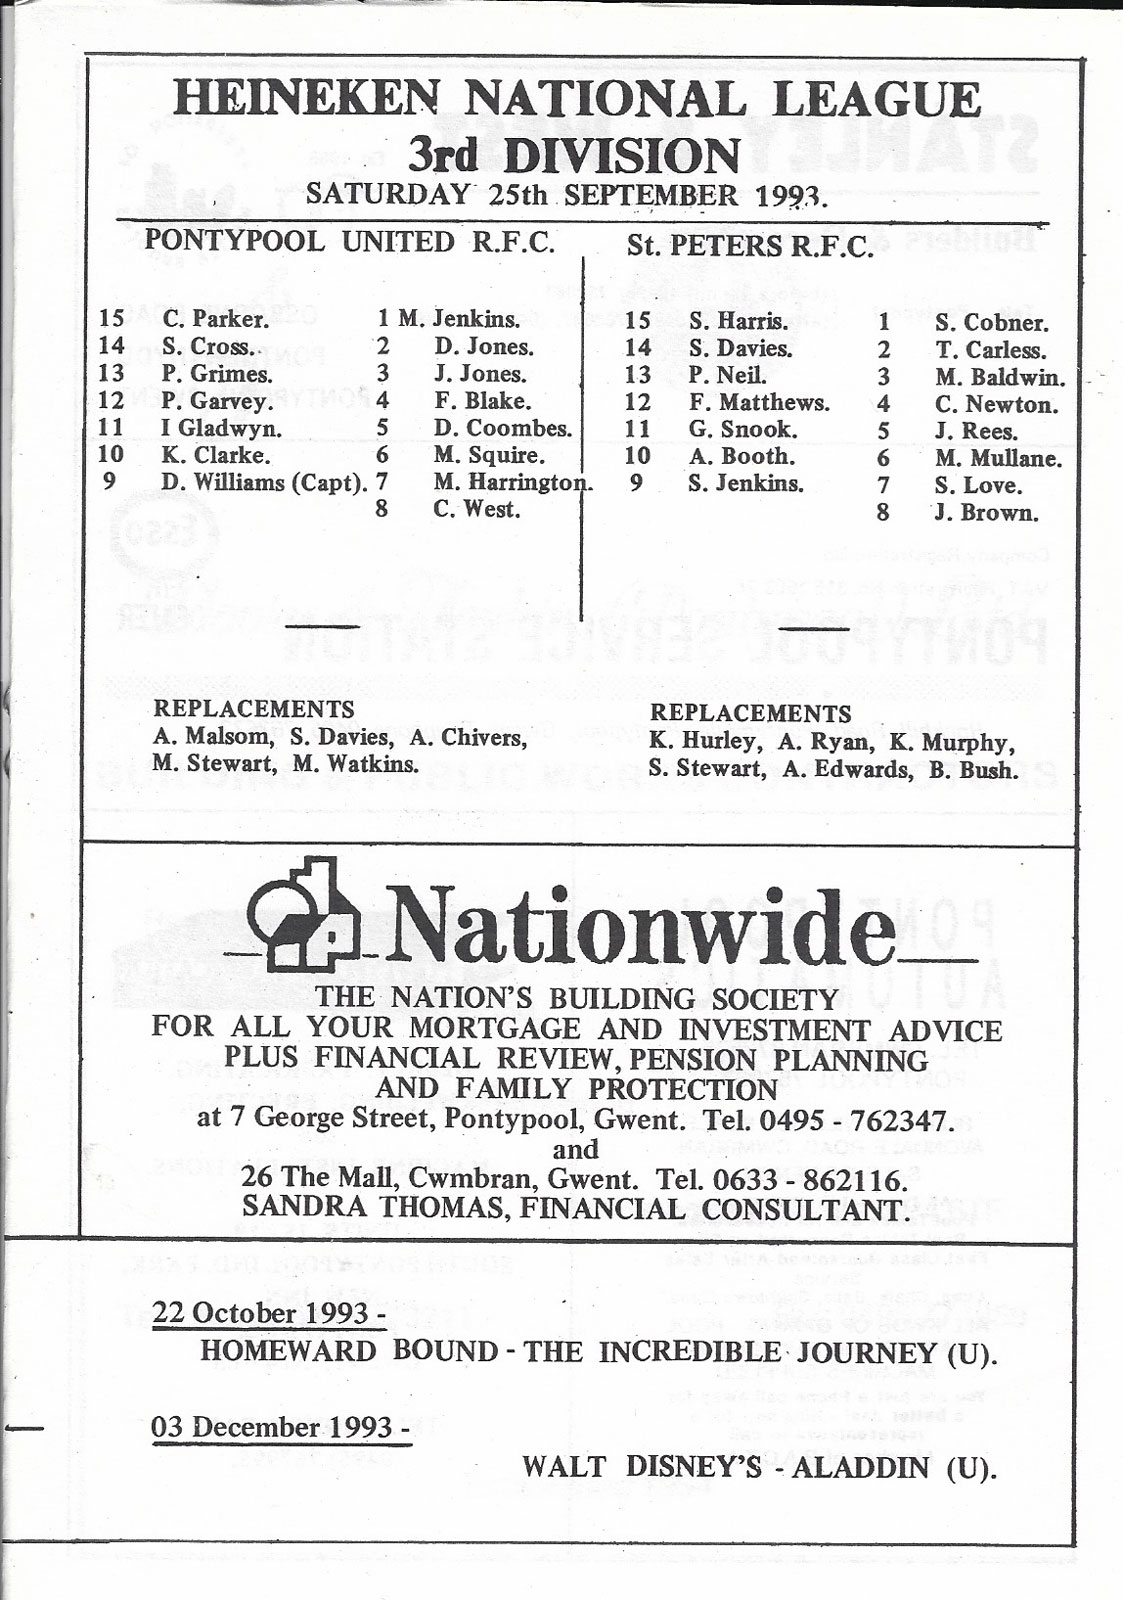 HEINEKEN NATIONAL LEAGUE
3rd DIVISION
SATURDAY 25th SEPTEMBER 1993.
PONTYPOOL UNITED R.F.C.
15 C. Parker. 1 M. Jenkins.
14 S. Cross. 2 D. Jones.
13 P. Grimes. 3 J. Jones.
12 P. Garvey. 4 F. Blake.
11 I Gladwyn. 5 D. Coombes.
10 K. Clarke. 6 M. Squire.
9 D. Williams (Capt). 7 M. Harrington.
8 C. West.
REPLACEMENTS
A. Malsom, S. Davies, A. Chivers,
M. Stewart, M. Watkins.
St. PETERS R.F.C.
15 S. Harris. 1 S. Cobner.
14 S. Davies. 2 T. Carless.
13 P. Neil. 3 M. Baldwin.
12 F. Matthews. 4 C. Newton.
11 G. Snook. 5 J. Rees.
10 A. Booth. 6 M. Mullane.
9 S. Jenkins. 7 S. Love.
8 J. Brown.
REPLACEMENTS
K. Hurley, A. Ryan, K. Murphy,
S. Stewart, A. Edwards, B. Bush.
Nationwide
THE NATION'S BUILDING SOCIETY
FOR ALL YOUR MORTGAGE AND INVESTMENT ADVICE
PLUS FINANCIAL REVIEW, PENSION PLANNING
AND FAMILY PROTECTION
at 7 George Street, Pontypool, Gwent. Tel. 0495 - 762347.
and
26 The Mall, Cwmbran, Gwent. Tel. 0633 - 862116.
SANDRA THOMAS, FINANCIAL CONSULTANT.
22 October 1993 -
HOMEWARD BOUND - THE INCREDIBLE JOURNEY (U).
03 December 1993 -
WALT DISNEY'S - ALADDIN (U).